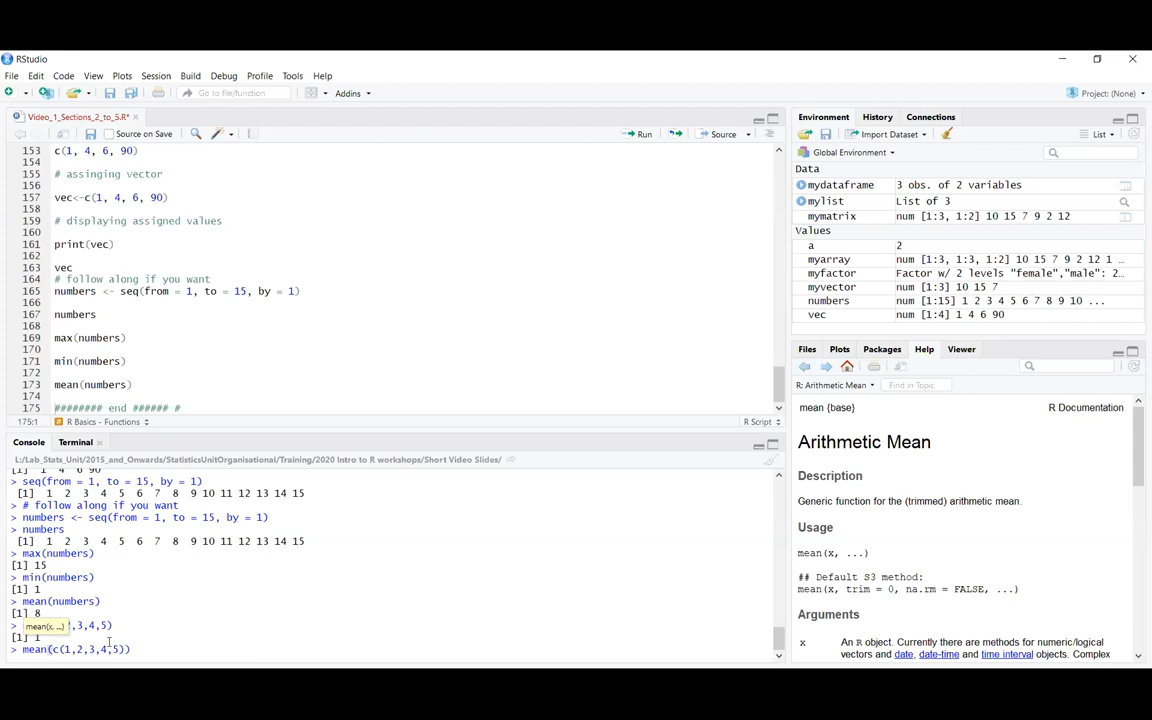 RStudio
File Edit Code View Plots Session Build Debug Profile Tools Help
Go to file/function Addins Project: (None)
Video_1_Sections_2_to_5.R*
Source on Save Run Source
153 c(1, 4, 6, 90)
154
155 # assinging vector
156
157 vec<-c(1, 4, 6, 90)
158
159 # displaying assigned values
160
161 print(vec)
162
163 vec
164 # follow along if you want
165 numbers <- seq(from = 1, to = 15, by = 1)
166
167 numbers
168
169 max(numbers)
170
171 min(numbers)
172
173 mean(numbers)
174
175 ######## end ###### #
175:1 R Basics - Functions R Script
Console Terminal
L:/Lab_Stats_Unit/2015_and_Onwards/StatisticsUnitOrganisational/Training/2020 Intro to R workshops/Short Video Slides/
[1] 1 4 6 90
> seq(from = 1, to = 15, by = 1)
[1] 1 2 3 4 5 6 7 8 9 10 11 12 13 14 15
> # follow along if you want
> numbers <- seq(from = 1, to = 15, by = 1)
> numbers
[1] 1 2 3 4 5 6 7 8 9 10 11 12 13 14 15
> max(numbers)
[1] 15
> min(numbers)
[1] 1
> mean(numbers)
[1] 8
> mean(x, ...) ,3,4,5)
[1] 1
> mean(c(1,2,3,4,5))
Environment History Connections
Import Dataset List
Global Environment
Data
mydataframe 3 obs. of 2 variables
mylist List of 3
mymatrix num [1:3, 1:2] 10 15 7 9 2 12
Values
a 2
myarray num [1:3, 1:3, 1:2] 10 15 7 9 2 12 1 ...
myfactor Factor w/ 2 levels "female","male": 2...
myvector num [1:3] 10 15 7
numbers num [1:15] 1 2 3 4 5 6 7 8 9 10 ...
vec num [1:4] 1 4 6 90
Files Plots Packages Help Viewer
R: Arithmetic Mean Find in Topic
mean {base} R Documentation
Arithmetic Mean
Description
Generic function for the (trimmed) arithmetic mean.
Usage
mean(x, ...)
## Default S3 method:
mean(x, trim = 0, na.rm = FALSE, ...)
Arguments
x An R object. Currently there are methods for numeric/logical
vectors and date, date-time and time interval objects. Complex